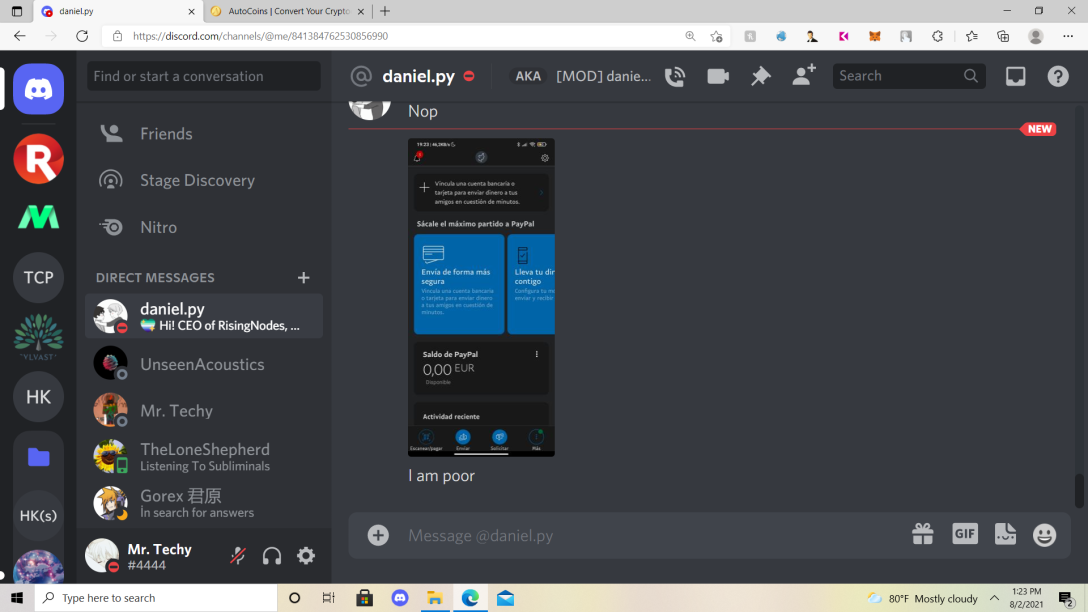 daniel.py
AutoCoins | Convert Your Crypto
https://discord.com/channels/@me/841384762530856990
Find or start a conversation
daniel.py
AKA
[MOD] danie...
Search
Friends
Stage Discovery
Nitro
DIRECT MESSAGES
daniel.py
Hi! CEO of RisingNodes, ...
UnseenAcoustics
Mr. Techy
TheLoneShepherd
Listening To Subliminals
Gorex 君原
In search for answers
Mr. Techy
#4444
R
M
TCP
"YLVAST"
HK
HK(s)
Nop
NEW
Vincula una cuenta bancaria o
tarjeta para enviar dinero a tus
amigos en cuestión de minutos.
Sácale el máximo partido a PayPal
Envía de forma más
segura
Vincula una cuenta bancaria
o tarjeta para enviar dinero
a tus amigos en cuestión de
minutos.
Lleva tu dir
contigo
Configura tu m
enviar y recibir
Saldo de PayPal
0,00 EUR
Disponible
Actividad reciente
Escanear/pagar
Enviar
Solicitar
Más
I am poor
Message @daniel.py
GIF
Type here to search
80°F Mostly cloudy
1:23 PM
8/2/2021
2